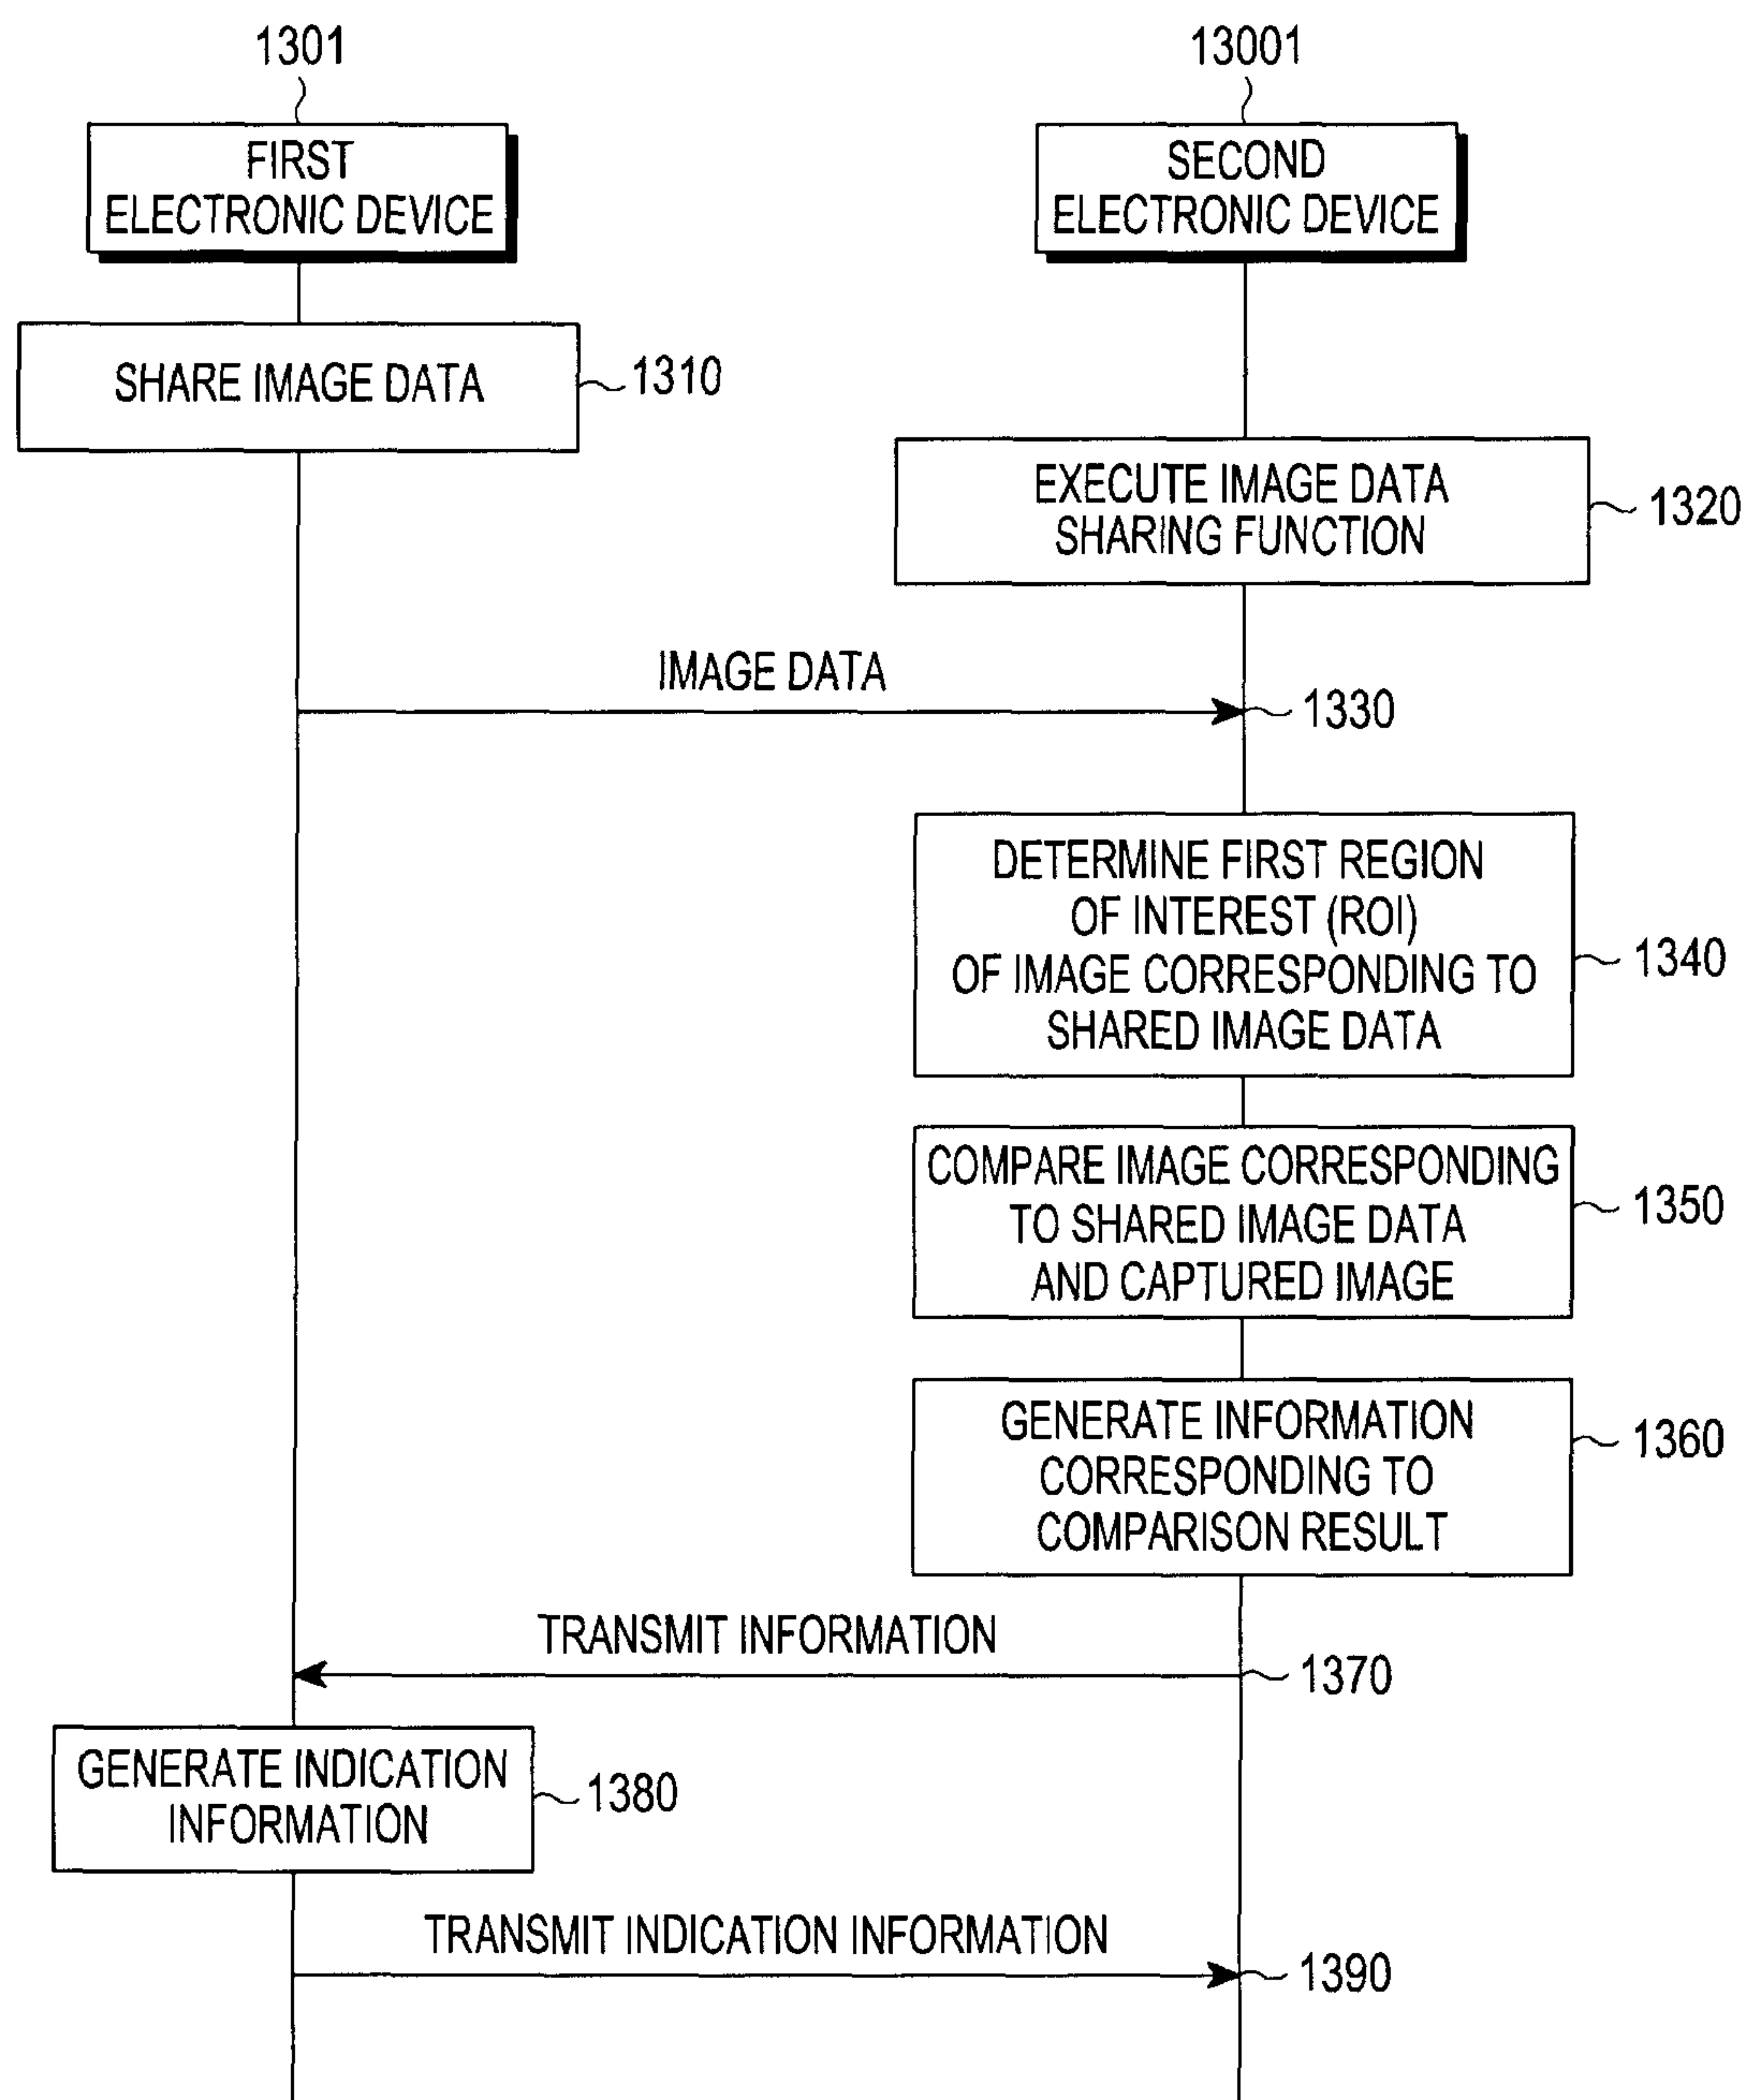 1301
13001
FIRST
ELECTRONIC DEVICE
SECOND
ELECTRONIC DEVICE
SHARE IMAGE DATA
1310
EXECUTE IMAGE DATA
SHARING FUNCTION
1320
IMAGE DATA
1330
DETERMINE FIRST REGION
OF INTEREST (ROI)
OF IMAGE CORRESPONDING TO
SHARED IMAGE DATA
1340
COMPARE IMAGE CORRESPONDING
TO SHARED IMAGE DATA
AND CAPTURED IMAGE
1350
GENERATE INFORMATION
CORRESPONDING TO
COMPARISON RESULT
1360
TRANSMIT INFORMATION
1370
GENERATE INDICATION
INFORMATION
1380
TRANSMIT INDICATION INFORMATION
1390